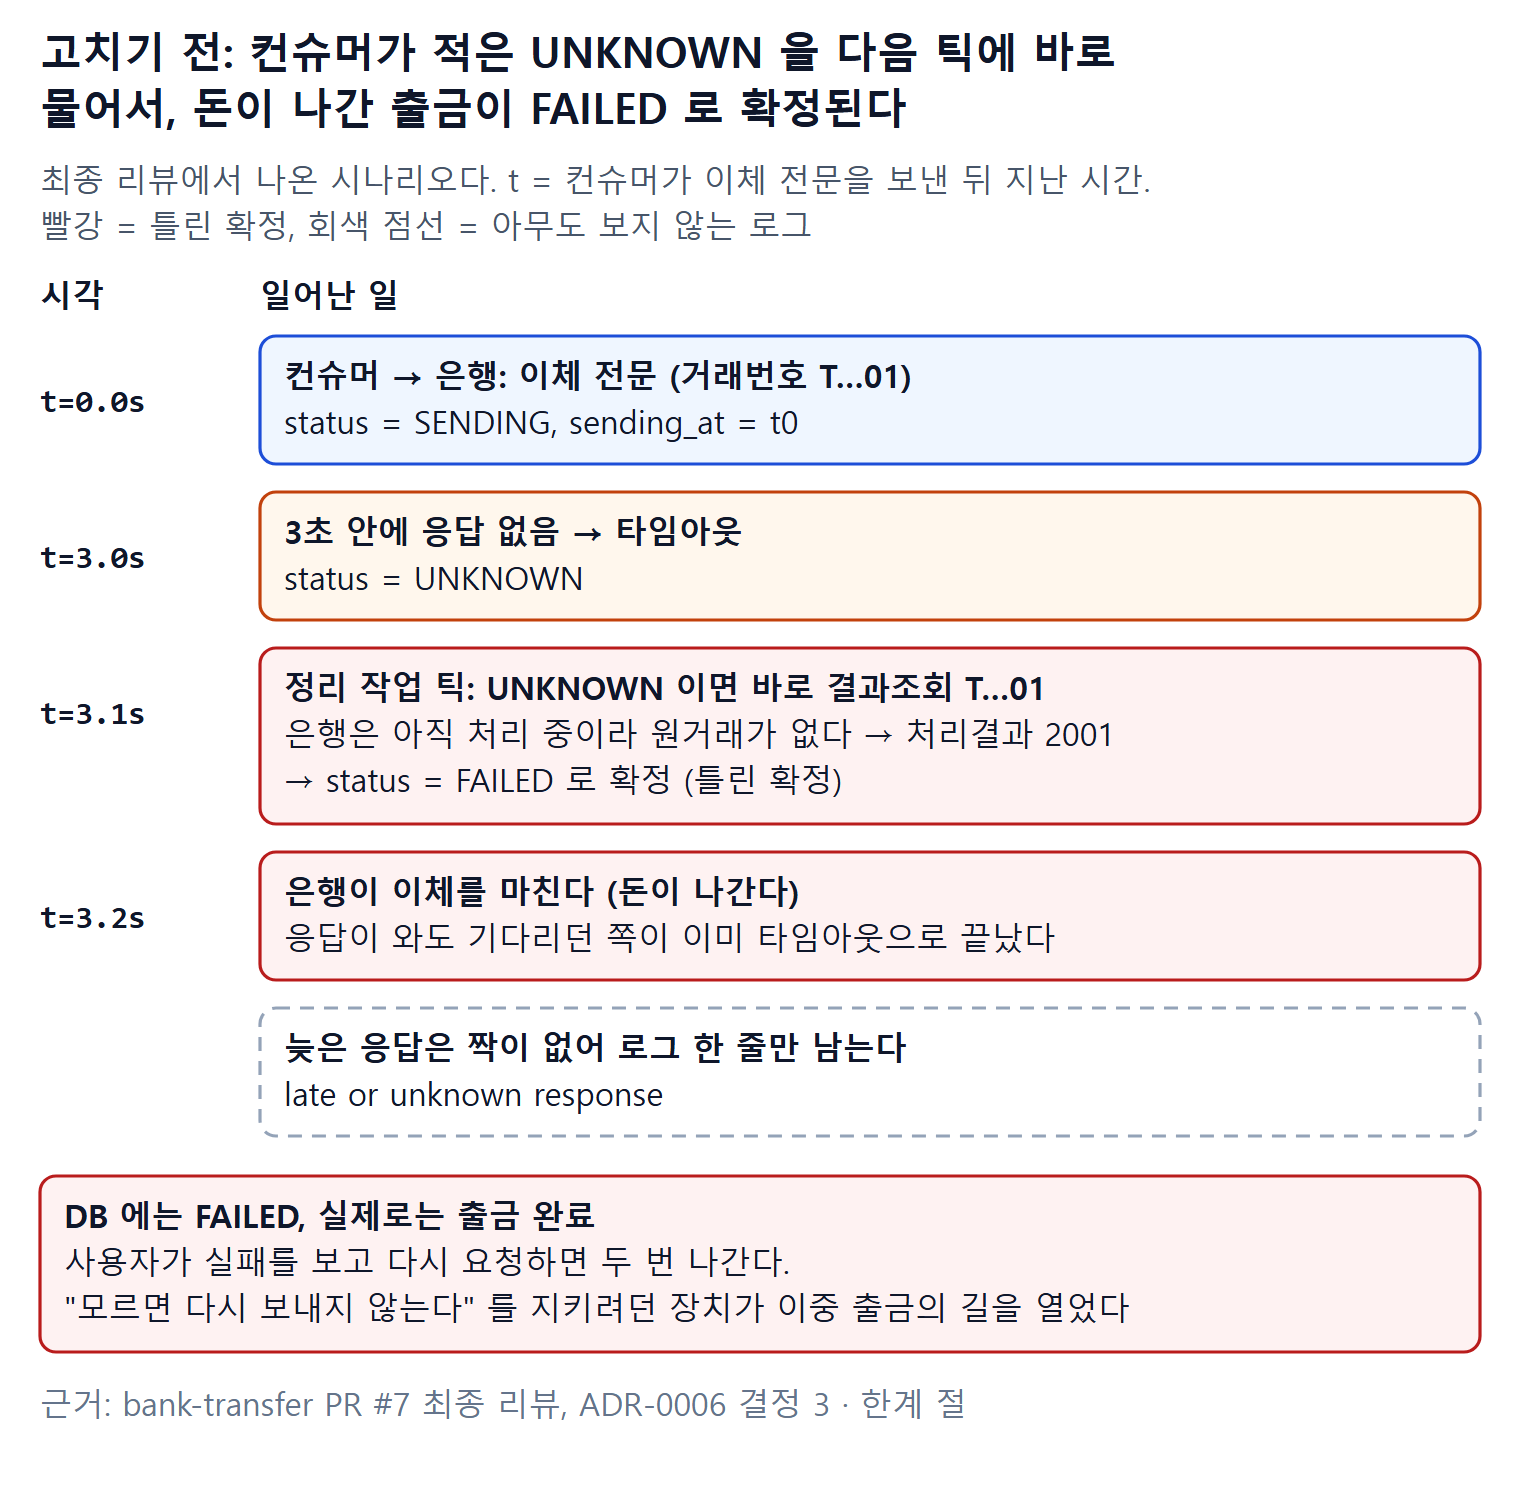 고치기 전: 컨슈머가 적은 UNKNOWN 을 다음 틱에 바로
물어서, 돈이 나간 출금이 FAILED 로 확정된다
최종 리뷰에서 나온 시나리오다. t = 컨슈머가 이체 전문을 보낸 뒤 지난 시간.
빨강 = 틀린 확정, 회색 점선 = 아무도 보지 않는 로그
시각 일어난 일
t=0.0s
컨슈머 → 은행: 이체 전문 (거래번호 T...01)
status = SENDING, sending_at = t0
t=3.0s
3초 안에 응답 없음 → 타임아웃
status = UNKNOWN
t=3.1s
정리 작업 틱: UNKNOWN 이면 바로 결과조회 T...01
은행은 아직 처리 중이라 원거래가 없다 → 처리결과 2001
→ status = FAILED 로 확정 (틀린 확정)
t=3.2s
은행이 이체를 마친다 (돈이 나간다)
응답이 와도 기다리던 쪽이 이미 타임아웃으로 끝났다
늦은 응답은 짝이 없어 로그 한 줄만 남는다
late or unknown response
DB 에는 FAILED, 실제로는 출금 완료
사용자가 실패를 보고 다시 요청하면 두 번 나간다.
"모르면 다시 보내지 않는다" 를 지키려던 장치가 이중 출금의 길을 열었다
근거: bank-transfer PR #7 최종 리뷰, ADR-0006 결정 3 · 한계 절